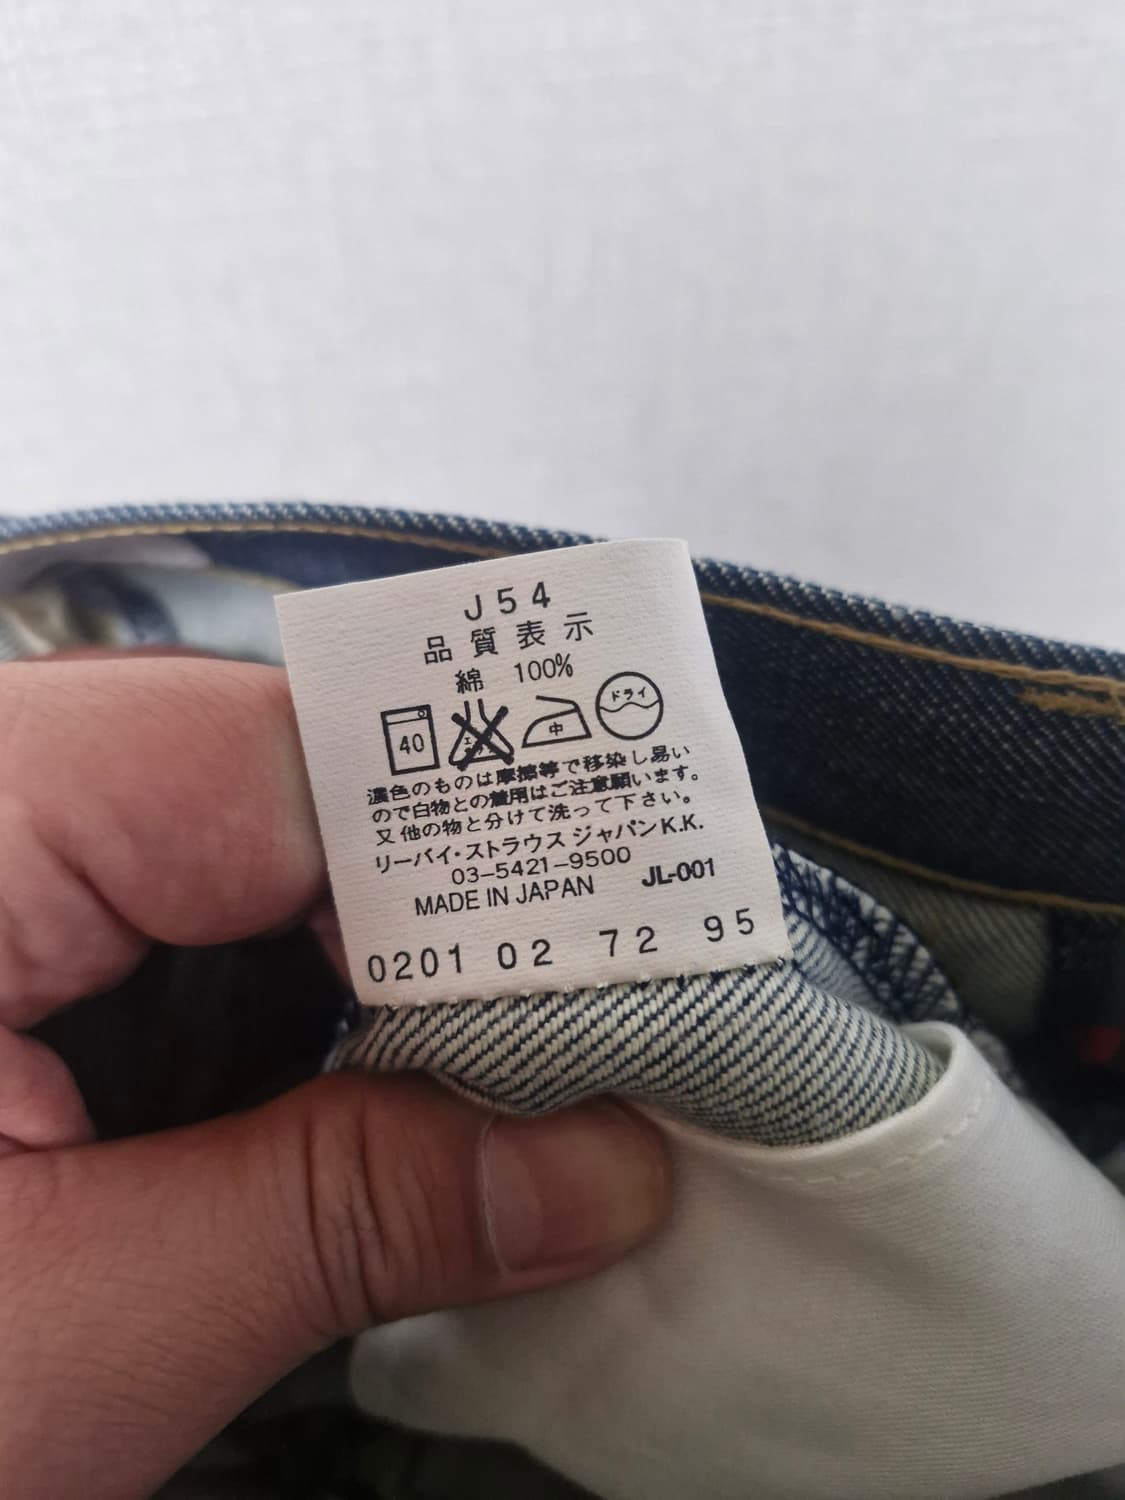 J54
品質表示
綿 100%
40 中 ドライ
濃色のものは摩擦等で移染し易い
ので白物との着用はご注意願います。
又他の物と分けて洗って下さい。
リーバイ・ストラウス ジャパンK.K.
03-5421-9500
MADE IN JAPAN JL-001
0201 02 72 95